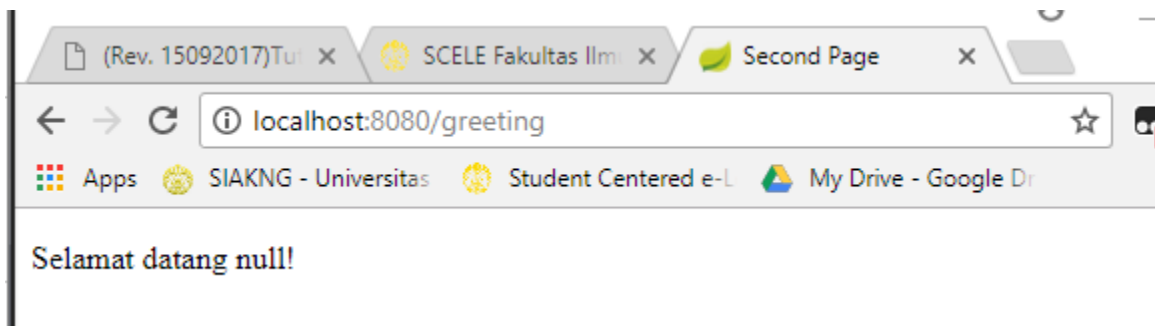 (Rev. 15092017)Tu SCELE Fakultas Ilm Second Page
localhost:8080/greeting
Apps SIAKNG - Universitas Student Centered e-L My Drive - Google Dr
Selamat datang null!